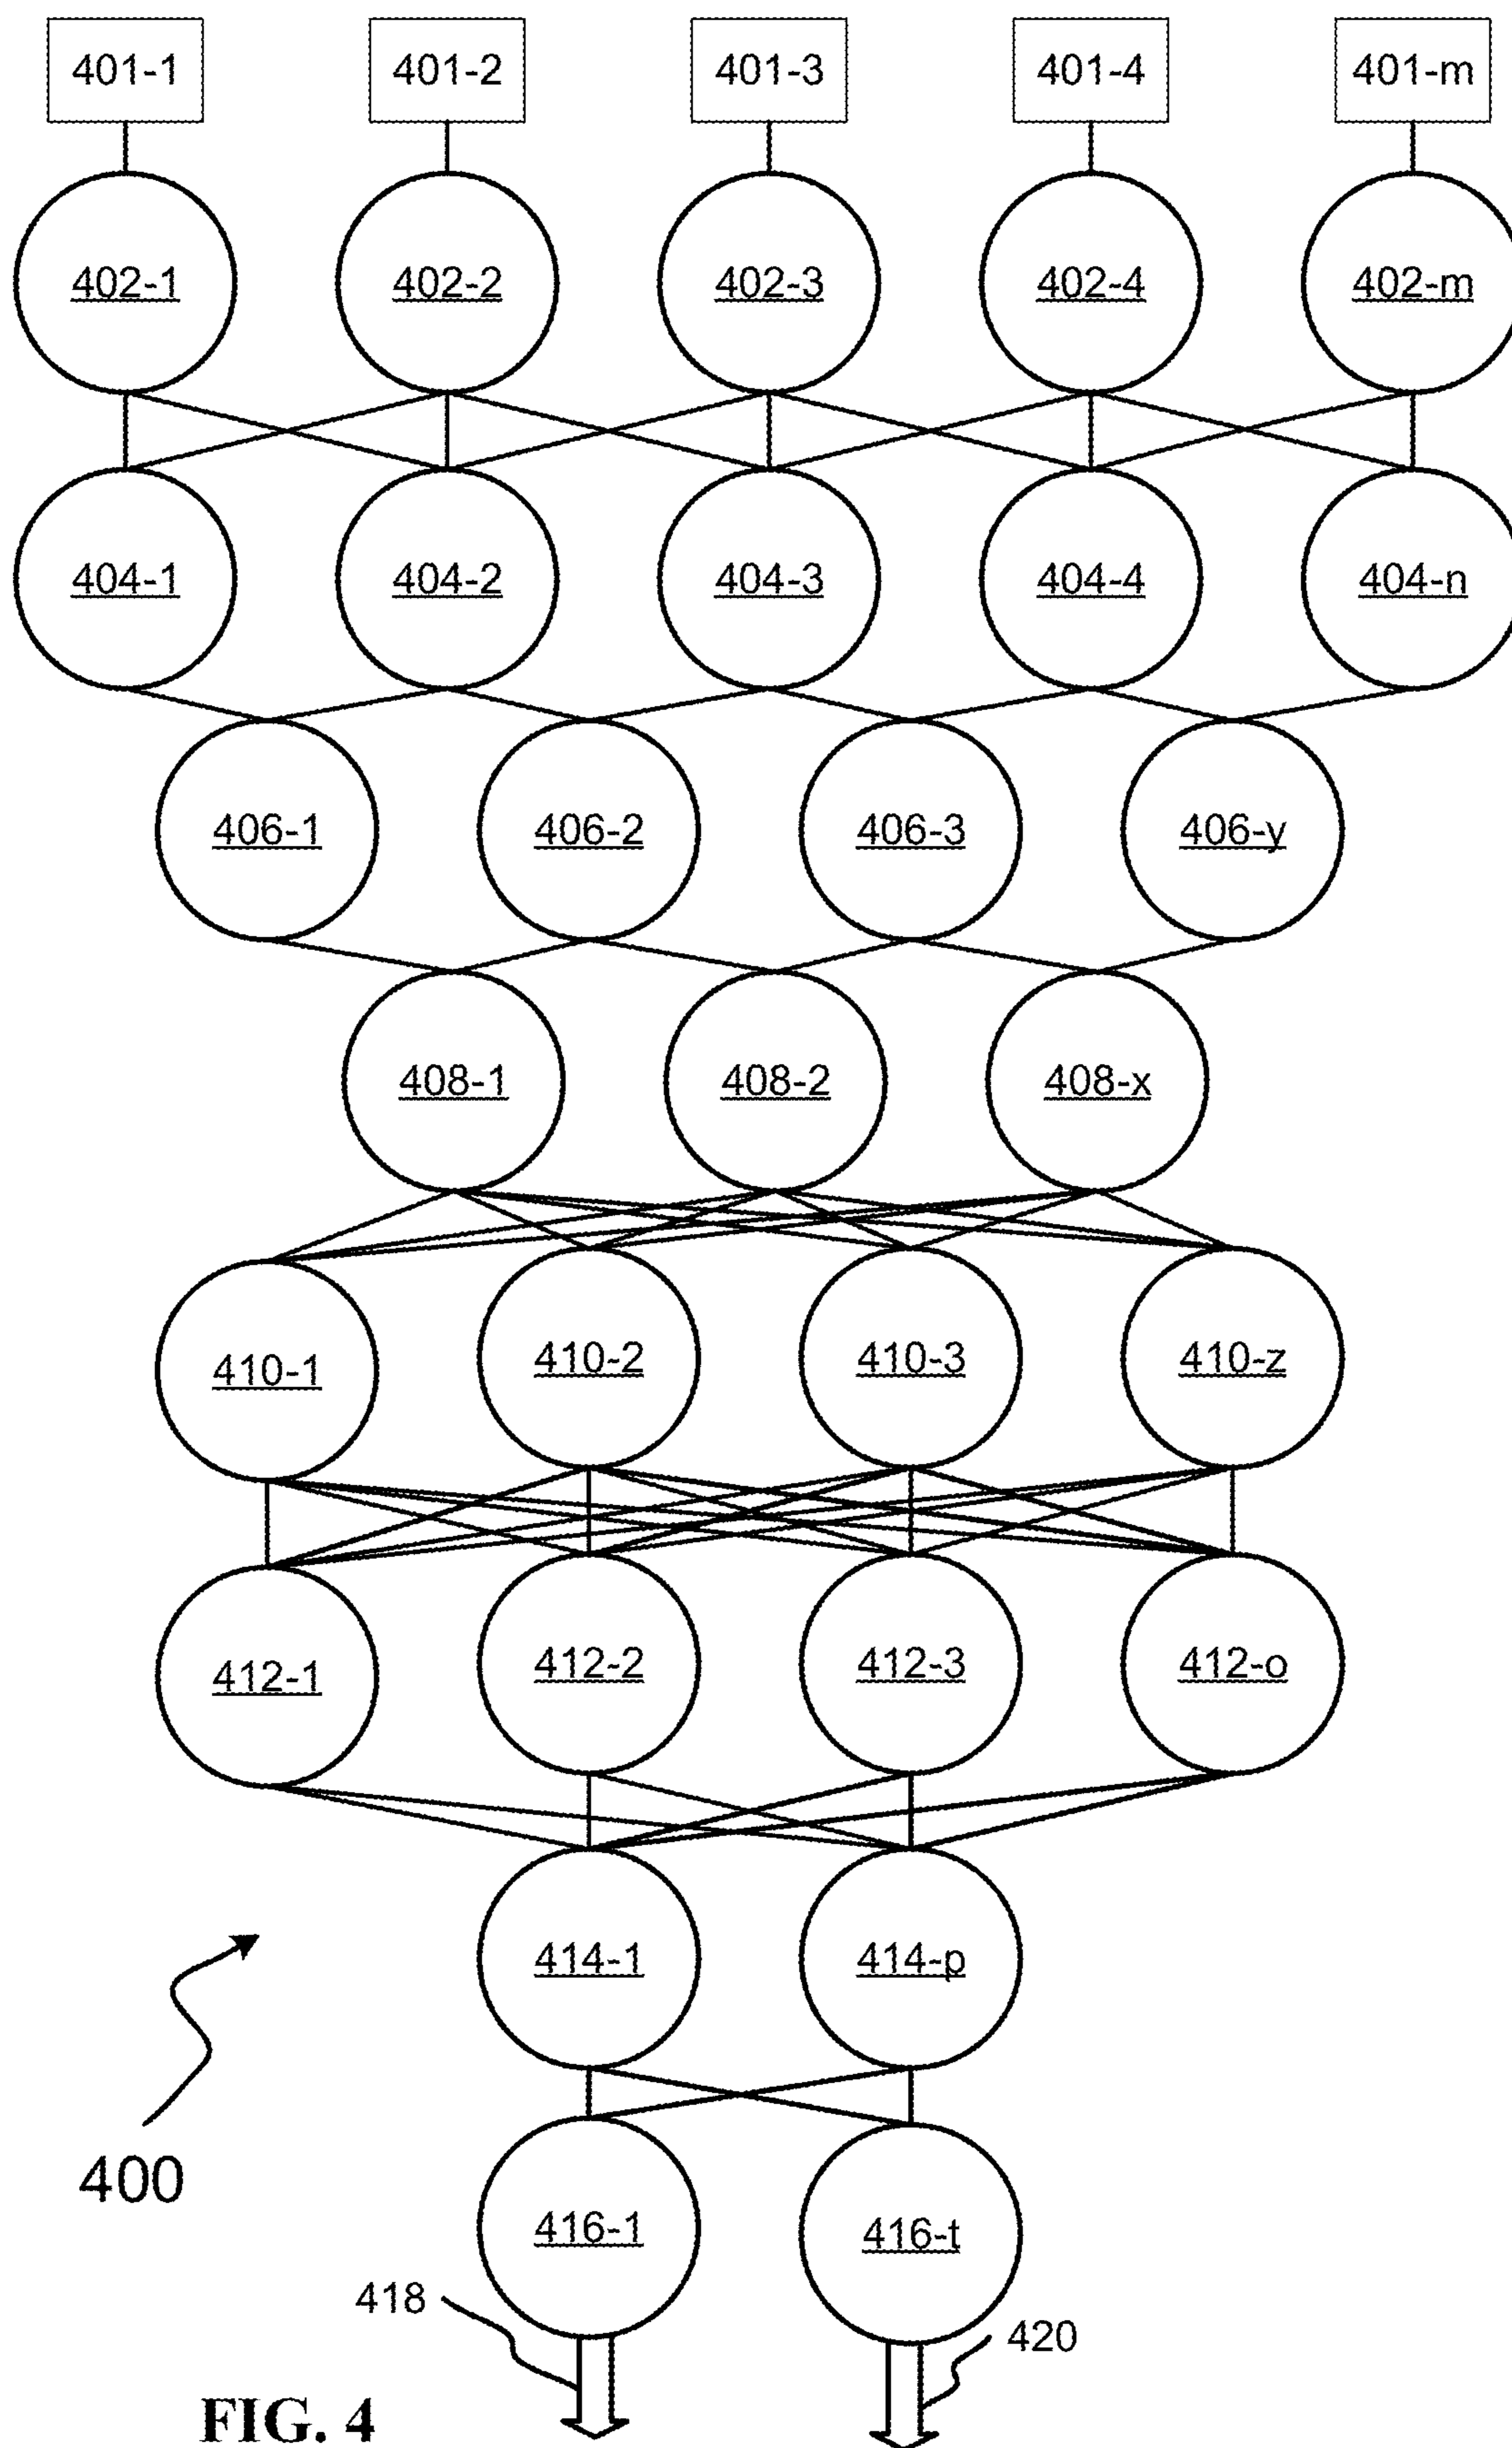 401-1 401-2 401-3 401-4 401-m
402-1 402-2 402-3 402-4 402-m
404-1 404-2 404-3 404-4 404-n
406-1 406-2 406-3 406-y
408-1 408-2 408-x
410-1 410-2 410-3 410-z
412-1 412-2 412-3 412-o
414-1 414-p
400
416-1 416-t
418
420
FIG. 4